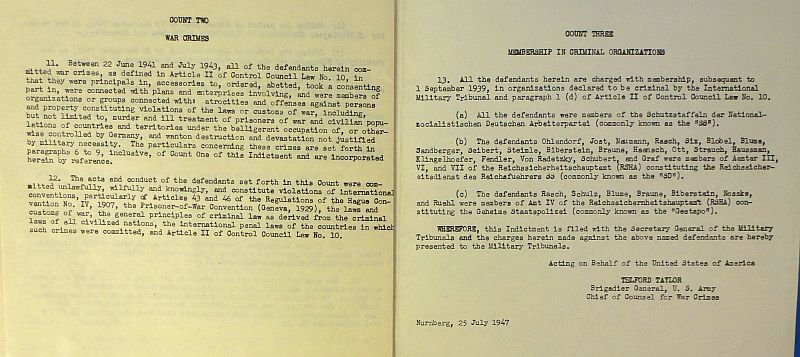 COUNT TWO
WAR CRIMES
11. Between 22 June 1941 and July 1943, all of the defendants herein com-
mitted war crimes, as defined in Article II of Control Council Law No. 10, in
that they were principals in, accessories to, ordered, abetted, took a consenting
part in, were connected with plans and enterprises involving, and were members of
organizations or groups connected with: atrocities and offenses against persons
and property constituting violations of the laws or customs of war, including,
but not limited to, murder and ill treatment of prisoners of war and civilian popu-
lations of countries and territories under the belligerent occupation of, or other-
wise controlled by Germany, and wanton destruction and devastation not justified
by military necessity. The particulars concerning these crimes are set forth in
paragraphs 6 to 9, inclusive, of Count One of this Indictment and are incorporated
herein by reference.
12. The acts and conduct of the defendants set forth in this Count were com-
mitted unlawfully, wilfully and knowingly, and constitute violations of international
conventions, particularly of Articles 43 and 46 of the Regulations of the Hague Con-
vention No. IV, 1907, the Prisoner-of-War Convention (Geneva, 1929), the laws and
customs of war, the general principles of criminal law as derived from the criminal
laws of all civilized nations, the international penal laws of the countries in which
such crimes were committed, and Article II of Control Council Law No. 10.
COUNT THREE
MEMBERSHIP IN CRIMINAL ORGANIZATIONS
13. All the defendants herein are charged with membership, subsequent to
1 September 1939, in organizations declared to be criminal by the International
Military Tribunal and paragraph 1 (d) of Article II of Control Council Law No. 10.
(a) All the defendants were members of the Schutzstaffeln der National-
sozialistischen Deutschen Arbeiterpartei (commonly known as the "SS").
(b) The defendants Ohlendorf, Jost, Naumann, Rasch, Six, Blobel, Blume,
Sandberger, Seibert, Steimle, Biberstein, Braune, Haensch, Ott, Strauch, Haussman,
Klingelhoefer, Fendler, Von Radetzky, Schubert, and Graf were members of Aemter III,
VI, and VII of the Reichssicherheitschauptamt (RSHA) constituting the Reichssicher-
eitsdienst des Reichsfuehrers SS (commonly known as the "SD").
(c) The defendants Rasch, Schulz, Blume, Braune, Biberstein, Nosske,
and Ruehl were members of Amt IV of the Reichssicherheitshauptamt (RSHA) con-
stituting the Geheime Staatspolizei (commonly known as the "Gestapo").
WHEREFORE, this Indictment is filed with the Secretary General of the Military
Tribunals and the charges herein made against the above named defendants are hereby
presented to the Military Tribunals.
Acting on Behalf of the United States of America
TELFORD TAYLOR
Brigadier General, U. S. Army
Chief of Counsel for War Crimes
Nurnberg, 25 July 1947